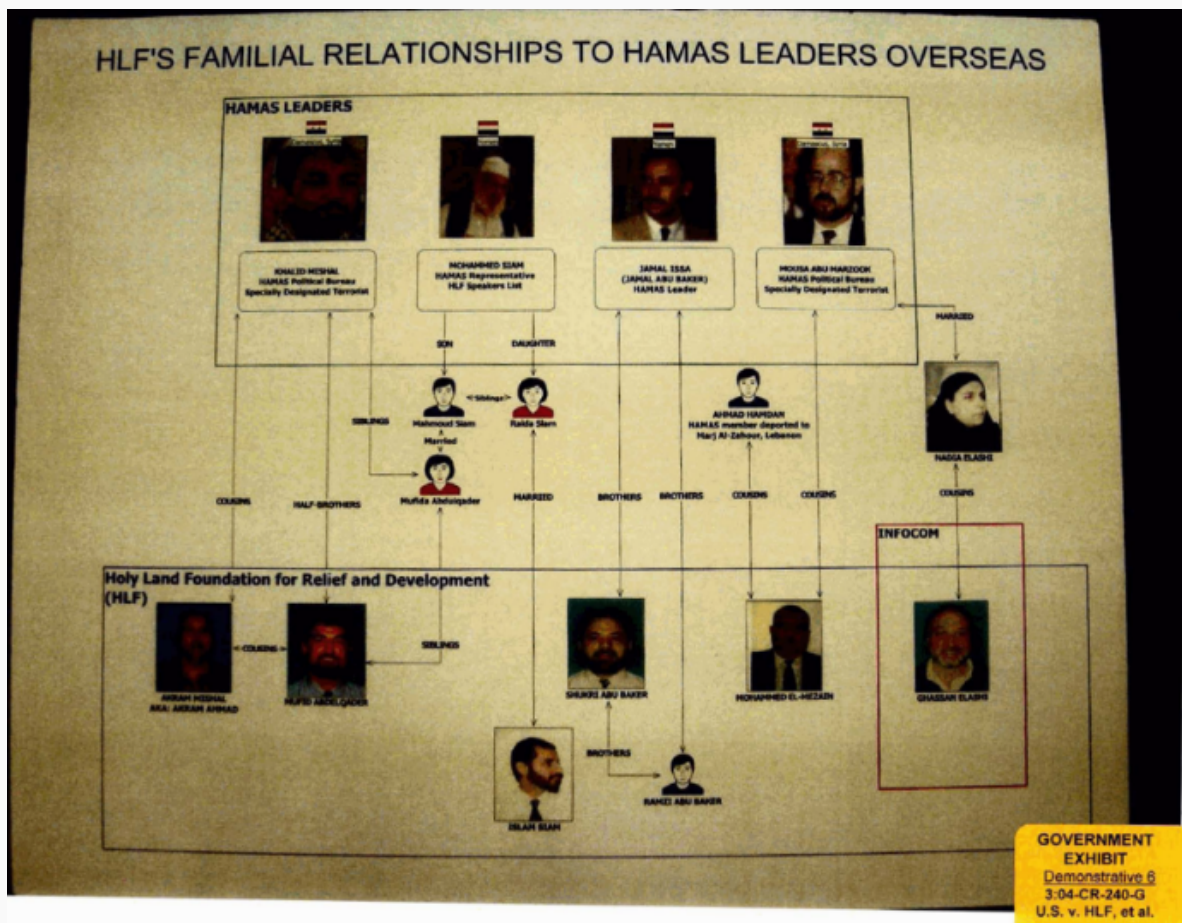 HLF'S FAMILIAL RELATIONSHIPS TO HAMAS LEADERS OVERSEAS
HAMAS LEADERS
Damascus, Syria
Yemen
Damascus, Syria
KHALID MISHAL
HAMAS Political Bureau
Specially Designated Terrorist
MOHAMMED SIAM
HAMAS Representative
HLF Speakers List
JAMAL ISSA
(JAMAL ABU BAKER)
HAMAS Leader
MOUSA ABU MARZOOK
HAMAS Political Bureau
Specially Designated Terrorist
MARRIED
SON
DAUGHTER
SIBLINGS
Mahmoud Siam
<-Siblings->
Raida Siam
Married
Mufida Abdulqader
AHMAD HAMDAN
HAMAS member deported to
Marj Al-Zahour, Lebanon
NADIA ELASHI
COUSINS
HALF-BROTHERS
MARRIED
BROTHERS
BROTHERS
COUSINS
COUSINS
COUSINS
INFOCOM
Holy Land Foundation for Relief and Development
(HLF)
<-COUSINS->
SIBLINGS
AKRAM MISHAL
AKA: AKRAM AHMAD
MUFID ABDELQADER
SHUKRI ABU BAKER
MOHAMMED EL-MEZAIN
GHASSAN ELASHI
BROTHERS
RAMZI ABU BAKER
ISLAM SIAM
GOVERNMENT
EXHIBIT
Demonstrative 6
3:04-CR-240-G
U.S. v. HLF, et al.